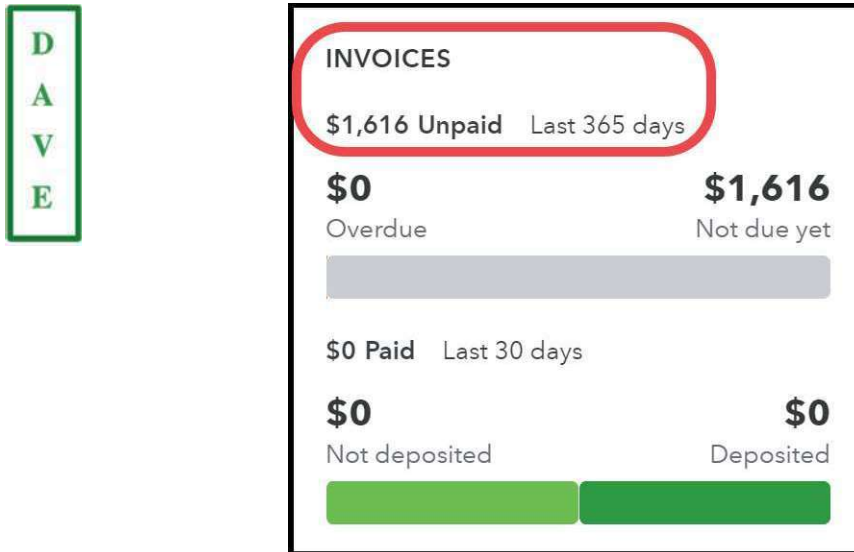 D
A
V
E
INVOICES
$1,616 Unpaid Last 365 days
$0 $1,616
Overdue Not due yet
$0 Paid Last 30 days
$0 $0
Not deposited Deposited